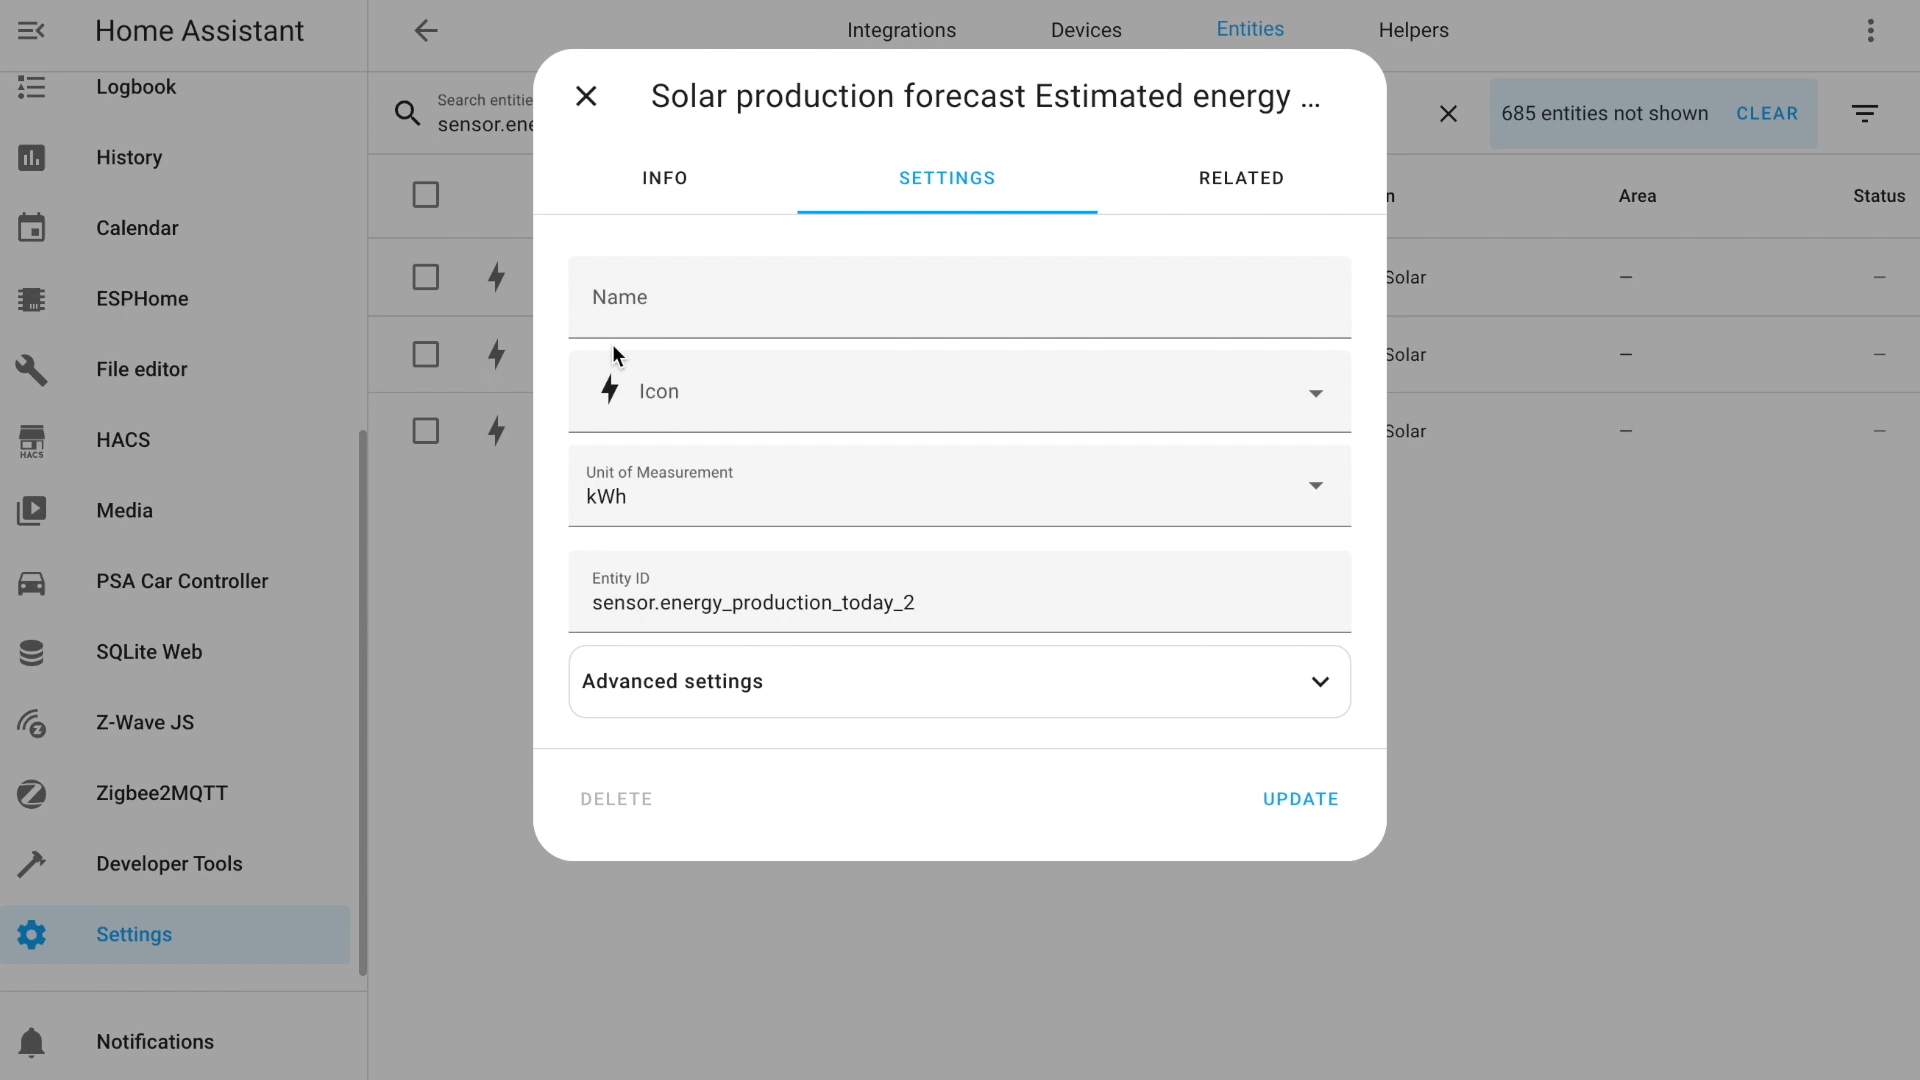 Home Assistant
Integrations
Devices
Entities
Helpers
Logbook
History
Calendar
ESPHome
File editor
HACS
HACS
Media
PSA Car Controller
SQLite Web
Z-Wave JS
Zigbee2MQTT
Developer Tools
Settings
Notifications
Search entitie
sensor.ene
685 entities not shown
CLEAR
n
Area
Status
Solar
—
—
Solar
—
—
Solar
—
—
Solar production forecast Estimated energy ...
INFO
SETTINGS
RELATED
Name
Icon
Unit of Measurement
kWh
Entity ID
sensor.energy_production_today_2
Advanced settings
DELETE
UPDATE